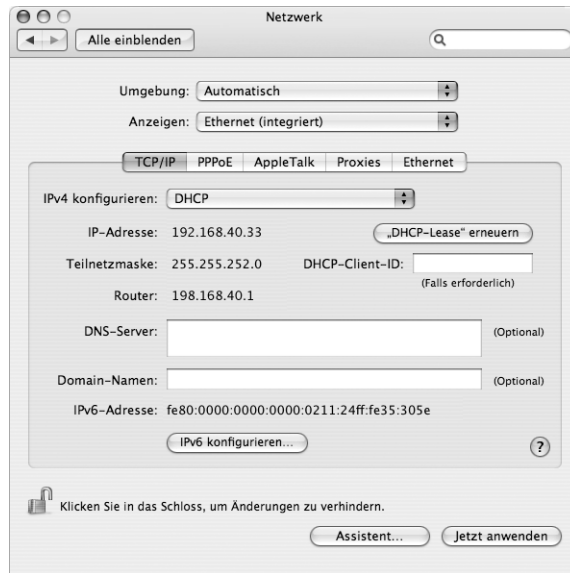 Netzwerk
Alle einblenden
Umgebung: Automatisch
Anzeigen: Ethernet (integriert)
TCP/IP PPPoE AppleTalk Proxies Ethernet
IPv4 konfigurieren: DHCP
IP-Adresse: 192.168.40.33 „DHCP-Lease“ erneuern
Teilnetzmaske: 255.255.252.0 DHCP-Client-ID:
(Falls erforderlich)
Router: 198.168.40.1
DNS-Server: (Optional)
Domain-Namen: (Optional)
IPv6-Adresse: fe80:0000:0000:0000:0211:24ff:fe35:305e
IPv6 konfigurieren... ?
Klicken Sie in das Schloss, um Änderungen zu verhindern.
Assistent... Jetzt anwenden